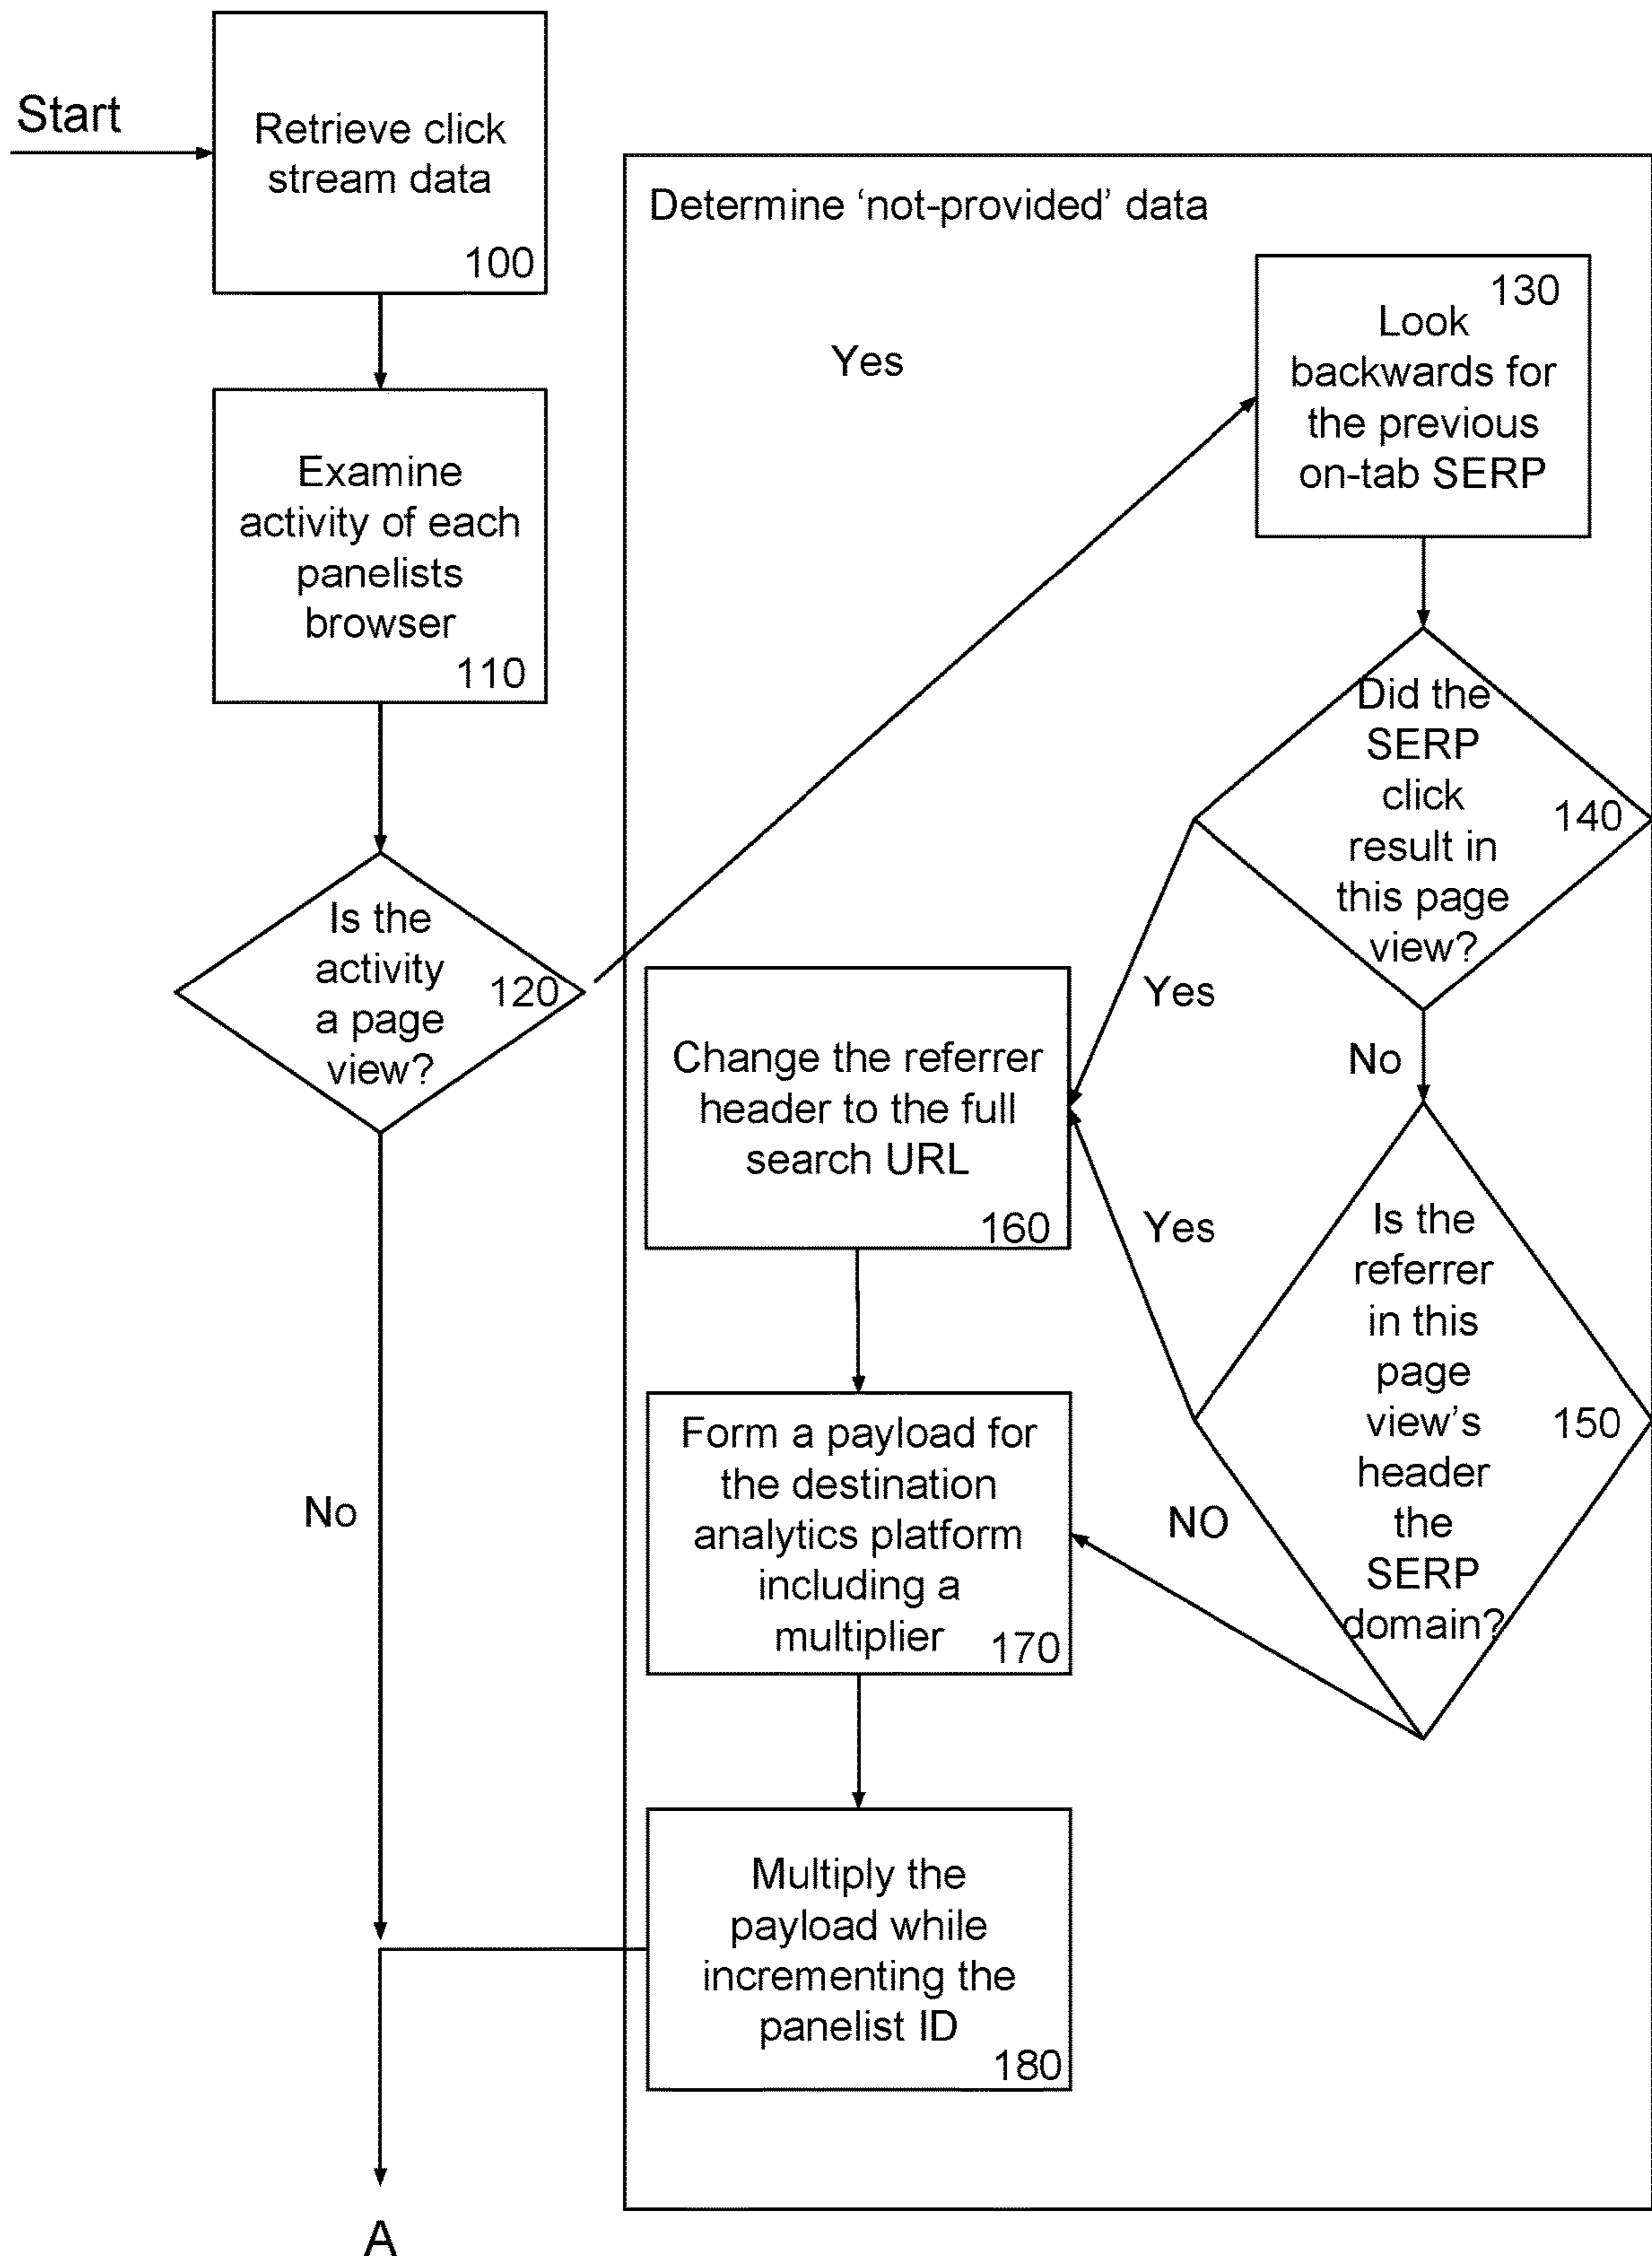 Start
Retrieve click
stream data
100
Examine
activity of each
panelists
browser
110
Is the
activity
a page
view?
120
No
Determine ‘not-provided’ data
Yes
130
Look
backwards for
the previous
on-tab SERP
Did the
SERP
click
result in
this page
view?
140
Yes
No
Is the
referrer
in this
page
view’s
header
the
SERP
domain?
150
Yes
NO
Change the referrer
header to the full
search URL
160
Form a payload for
the destination
analytics platform
including a
multiplier
170
Multiply the
payload while
incrementing the
panelist ID
180
A